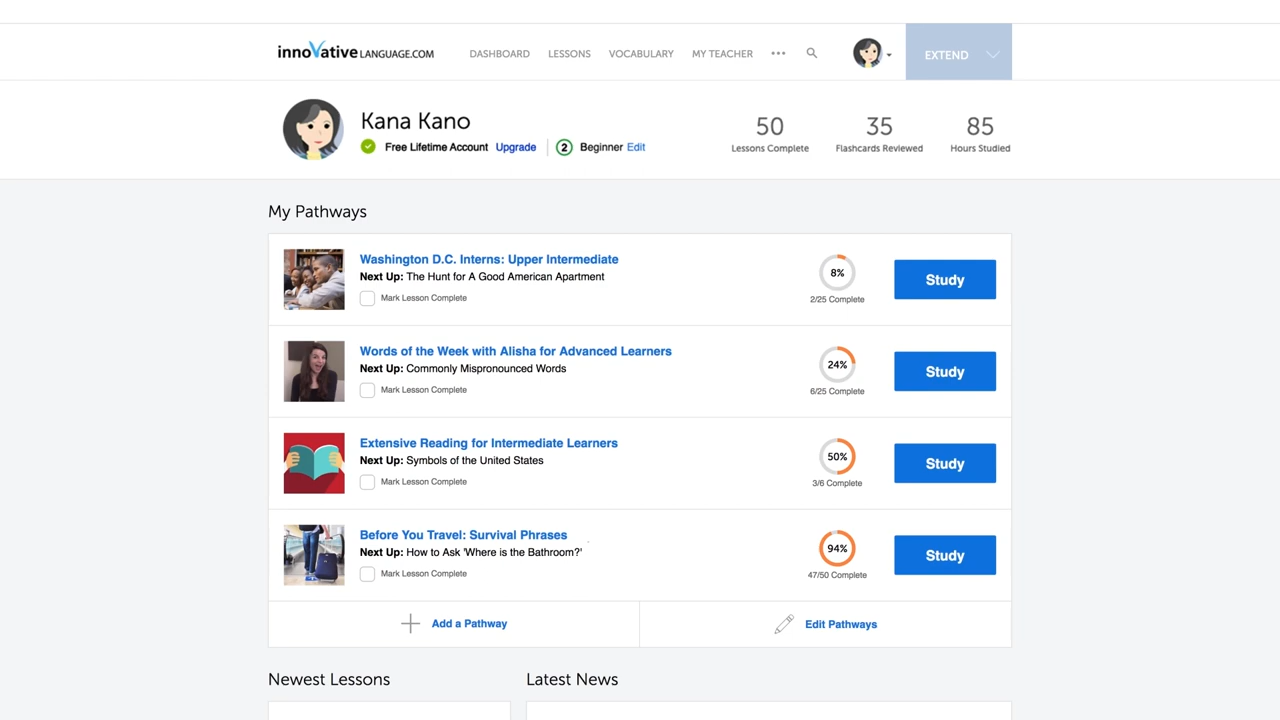 innoVative LANGUAGE.COM DASHBOARD LESSONS VOCABULARY MY TEACHER EXTEND
Kana Kano
Free Lifetime Account Upgrade 2 Beginner Edit
50 35 85
Lessons Complete Flashcards Reviewed Hours Studied
My Pathways
Washington D.C. Interns: Upper Intermediate
Next Up: The Hunt for A Good American Apartment
Mark Lesson Complete
8%
2/25 Complete
Study
Words of the Week with Alisha for Advanced Learners
Next Up: Commonly Mispronounced Words
Mark Lesson Complete
24%
6/25 Complete
Study
Extensive Reading for Intermediate Learners
Next Up: Symbols of the United States
Mark Lesson Complete
50%
3/6 Complete
Study
Before You Travel: Survival Phrases
Next Up: How to Ask 'Where is the Bathroom?'
Mark Lesson Complete
94%
47/50 Complete
Study
Add a Pathway Edit Pathways
Newest Lessons Latest News